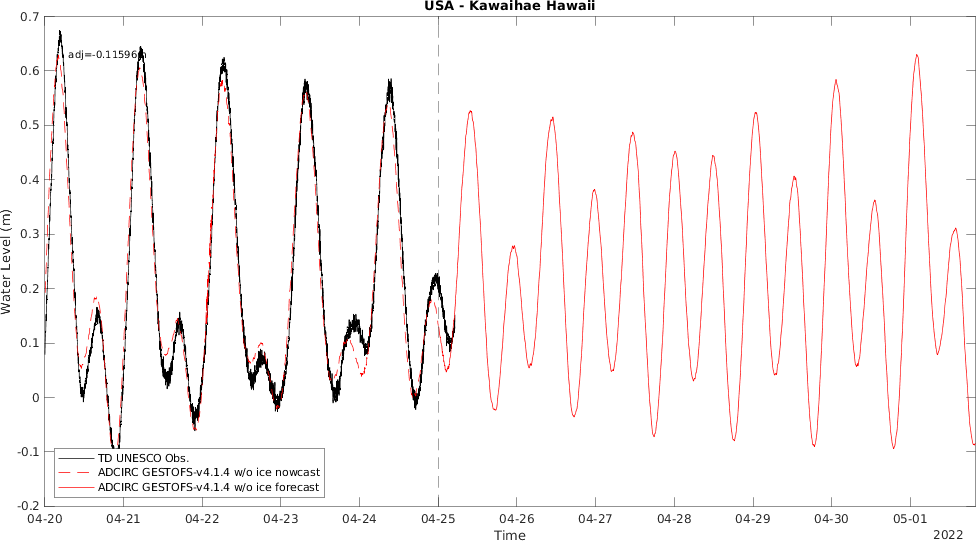 USA - Kawaihae Hawaii
0.7
0.6
0.5
0.4
0.3
0.2
0.1
0
-0.1
-0.2
Water Level (m)
adj=-0.11596m
TD UNESCO Obs.
ADCIRC GESTOFS-v4.1.4 w/o ice nowcast
ADCIRC GESTOFS-v4.1.4 w/o ice forecast
04-20 04-21 04-22 04-23 04-24 04-25 04-26 04-27 04-28 04-29 04-30 05-01
Time
2022